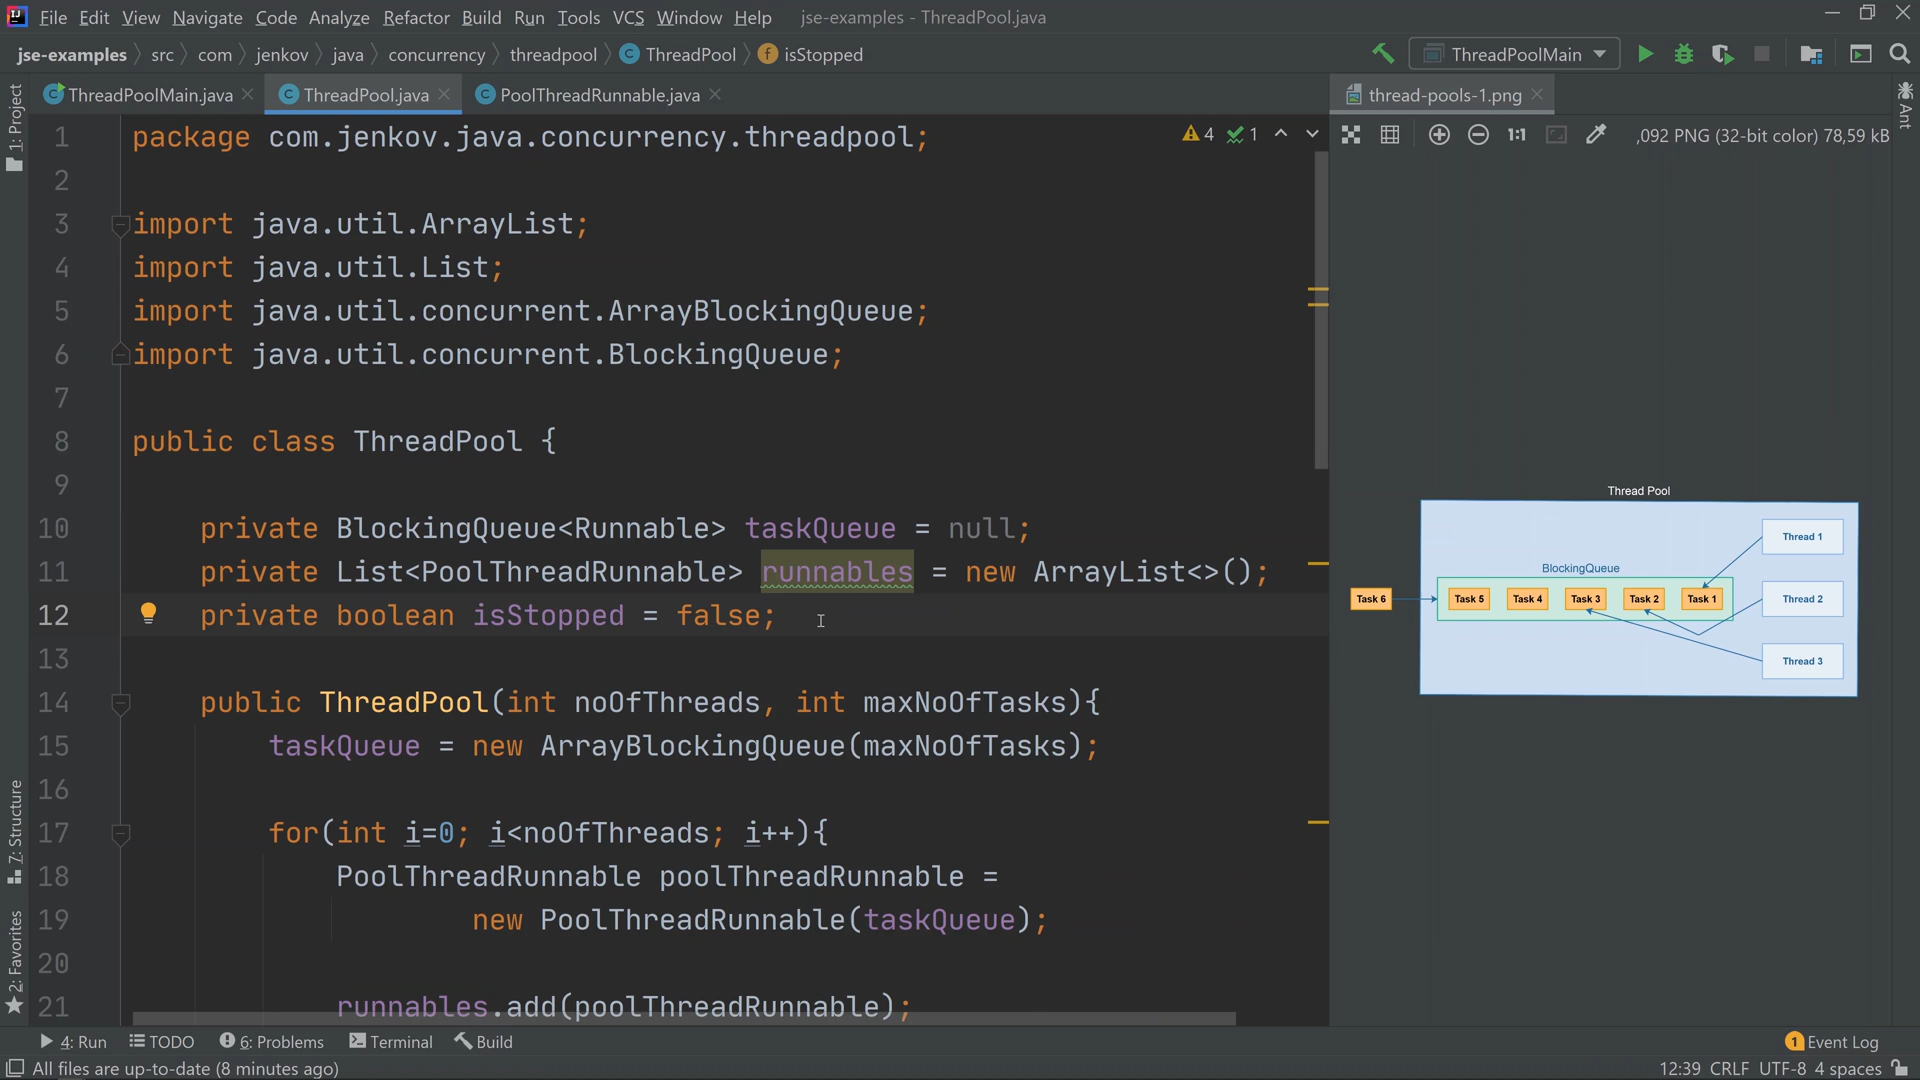 File Edit View Navigate Code Analyze Refactor Build Run Tools VCS Window Help jse-examples - ThreadPool.java
jse-examples src com jenkov java concurrency threadpool ThreadPool isStopped ThreadPoolMain
ThreadPoolMain.java ThreadPool.java PoolThreadRunnable.java thread-pools-1.png
4 1 1:1 ,092 PNG (32-bit color) 78,59 kB
1: Project
7: Structure
2: Favorites
Ant
1 package com.jenkov.java.concurrency.threadpool;
2
3 import java.util.ArrayList;
4 import java.util.List;
5 import java.util.concurrent.ArrayBlockingQueue;
6 import java.util.concurrent.BlockingQueue;
7
8 public class ThreadPool {
9
10 private BlockingQueue<Runnable> taskQueue = null;
11 private List<PoolThreadRunnable> runnables = new ArrayList<>();
12 private boolean isStopped = false;
13
14 public ThreadPool(int noOfThreads, int maxNoOfTasks){
15 taskQueue = new ArrayBlockingQueue(maxNoOfTasks);
16
17 for(int i=0; i<noOfThreads; i++){
18 PoolThreadRunnable poolThreadRunnable =
19 new PoolThreadRunnable(taskQueue);
20
21 runnables.add(poolThreadRunnable);
Thread Pool
Thread 1
BlockingQueue
Task 6 Task 5 Task 4 Task 3 Task 2 Task 1 Thread 2
Thread 3
4: Run TODO 6: Problems Terminal Build 1 Event Log
All files are up-to-date (8 minutes ago) 12:39 CRLF UTF-8 4 spaces